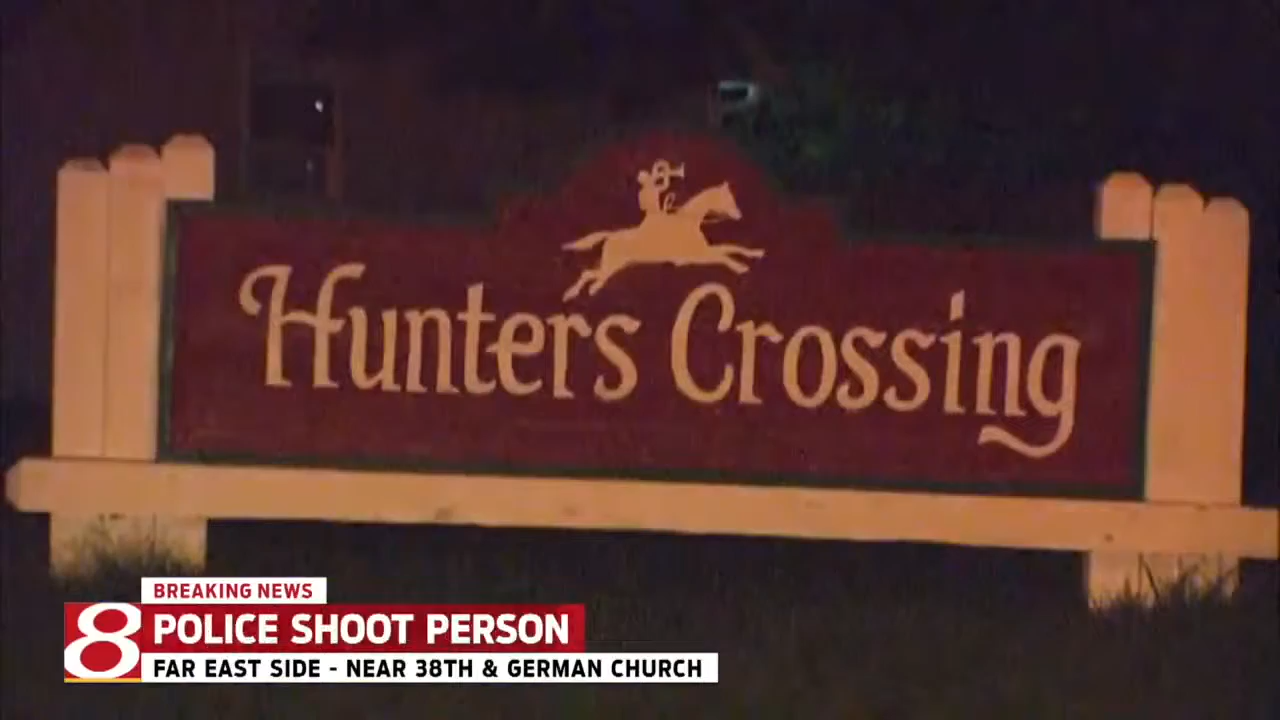 Hunters Crossing
BREAKING NEWS
8 POLICE SHOOT PERSON
FAR EAST SIDE - NEAR 38TH & GERMAN CHURCH